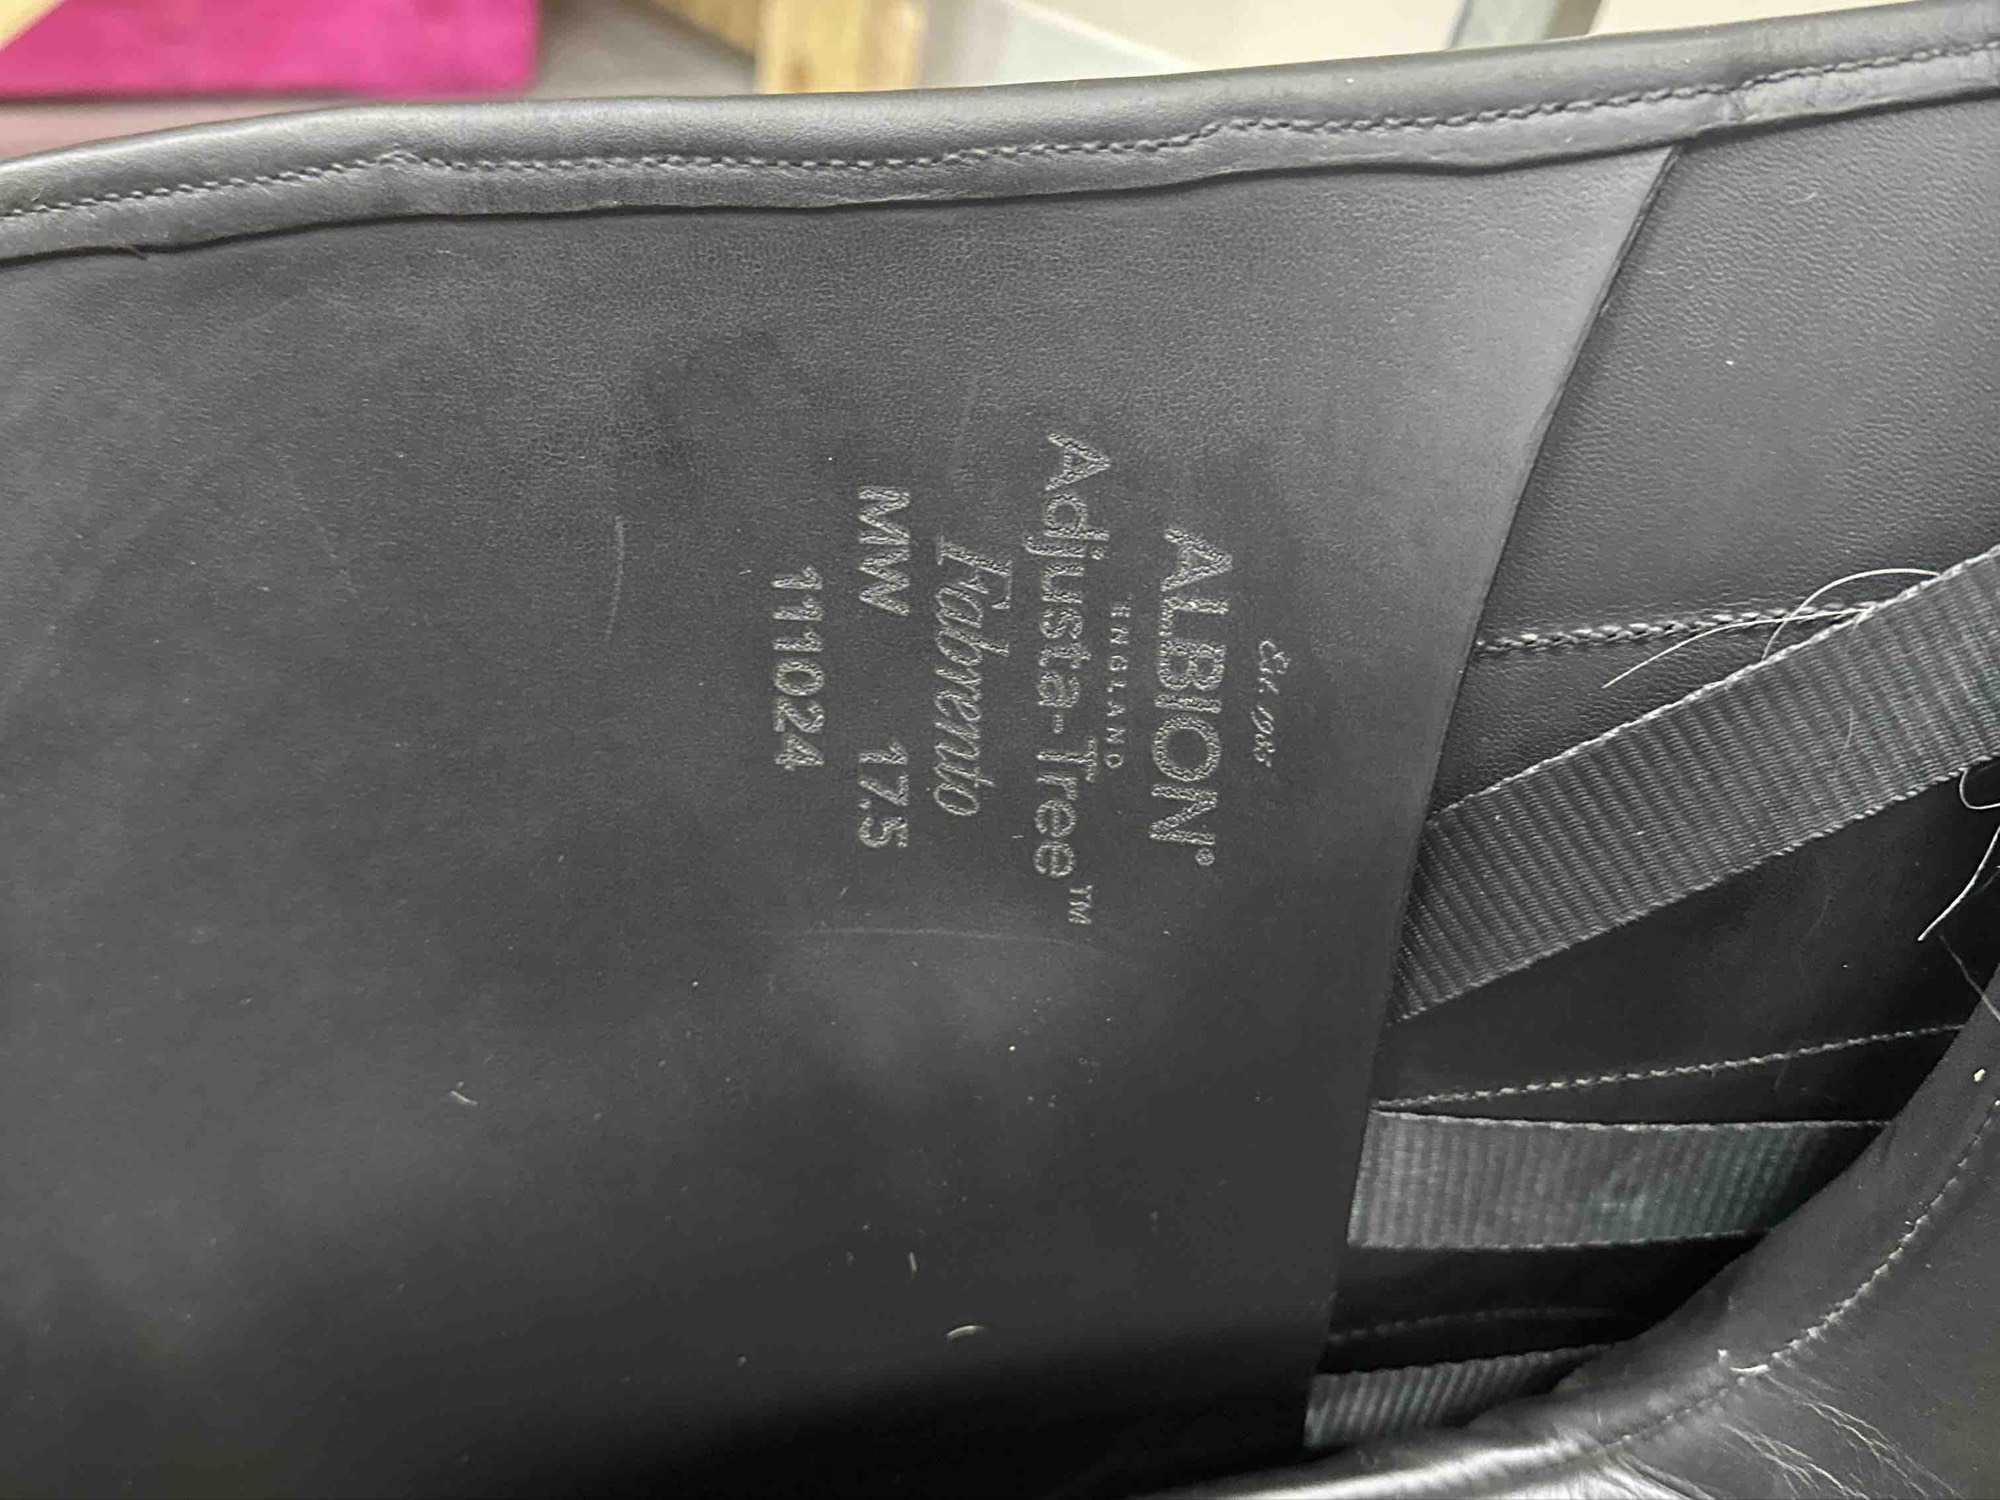 Est. 1985
ALBION®
ENGLAND
Adjusta-Tree™
Fabrento
MW 17.5
111024